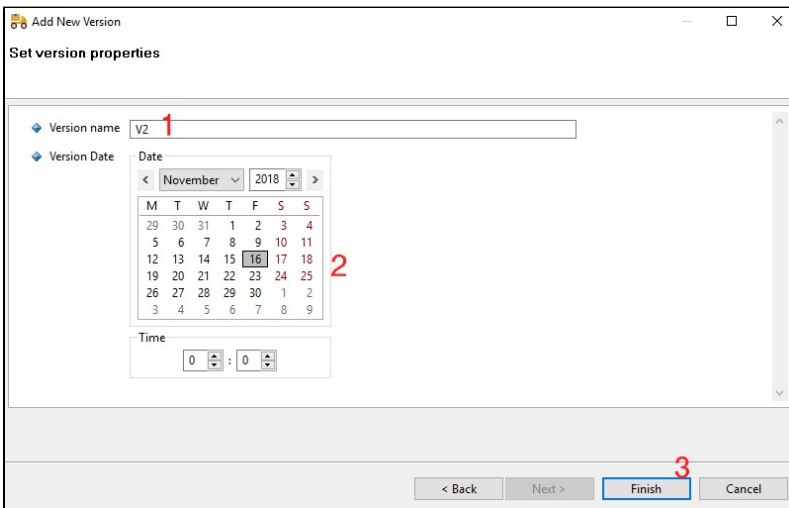 Add New Version
Set version properties
Version name V2 1
Version Date Date
< November 2018 >
M T W T F S S
29 30 31 1 2 3 4
5 6 7 8 9 10 11
12 13 14 15 16 17 18
2
19 20 21 22 23 24 25
26 27 28 29 30 1 2
3 4 5 6 7 8 9
Time
0 : 0
3
< Back Next > Finish Cancel